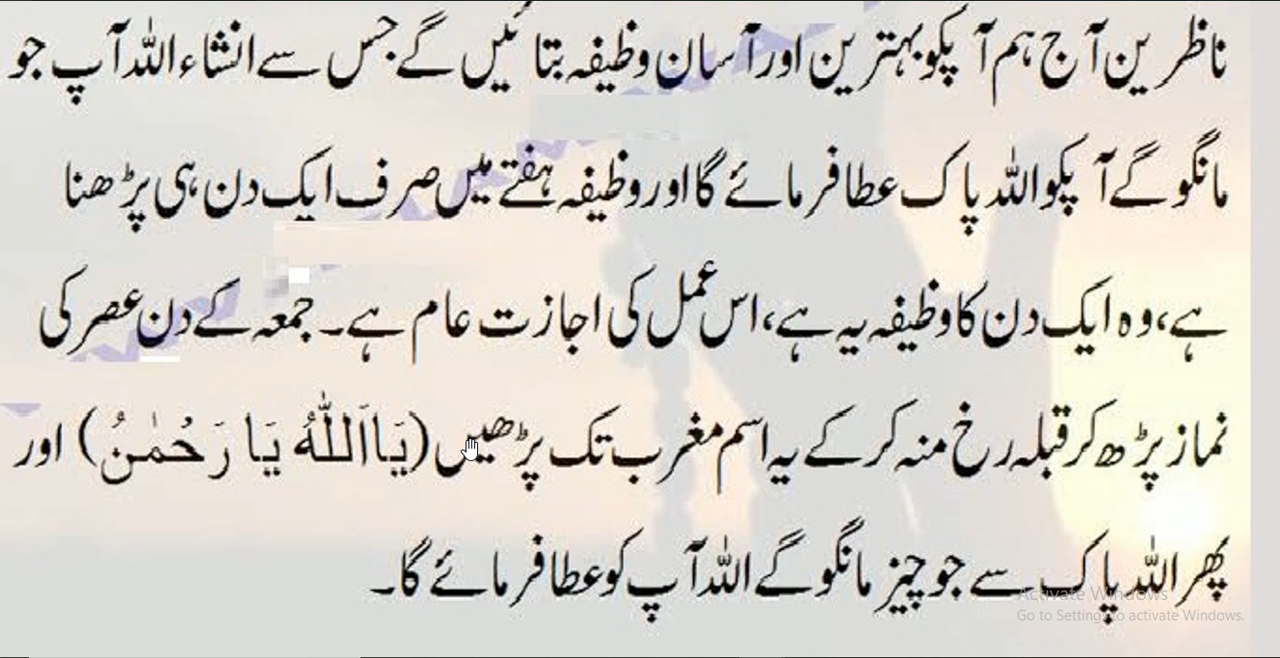 ناظرین آج ہم آپکو بہترین اور آسان وظیفہ بتائیں گے جس سے انشاء اللہ آپ جو
مانگو گے آپکو اللہ پاک عطا فرمائے گا اور وظیفہ ہفتے میں صرف ایک دن ہی پڑھنا
ہے، وہ ایک دن کا وظیفہ یہ ہے، اس عمل کی اجازت عام ہے۔ جمعہ کے دن عصر کی
نماز پڑھ کر قبلہ رخ منہ کر کے یہ اسم مغرب تک پڑھیں (یَااَللّٰهُ یَا رَحْمٰنُ) اور
پھر اللہ پاک سے جو چیز مانگو گے اللہ آپ کو عطا فرمائے گا۔
Activate Windows
Go to Settings to activate Windows.